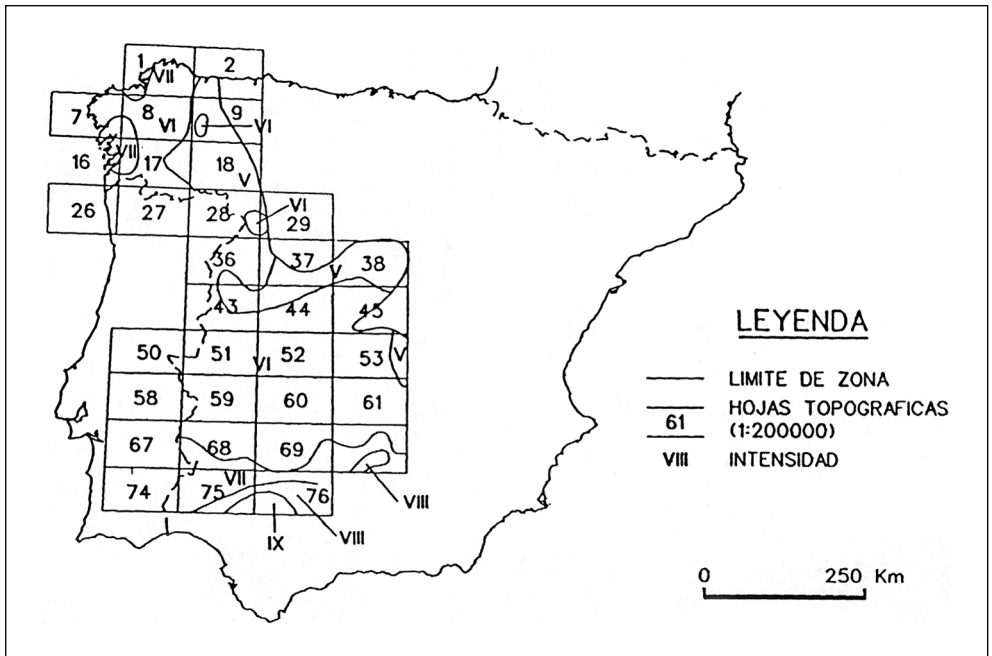 1 2
VII
7 8 9
VI VI
16 VII 17 18
V
26 27 28 VI
29
36 37 V 38
43 44 45
50 51 VI 52 53 V
58 59 60 61
67 68 69
VII
74 75 76
VIII
VIII
IX
LEYENDA
LIMITE DE ZONA
HOJAS TOPOGRAFICAS
61 (1:200000)
VIII INTENSIDAD
0 250 Km